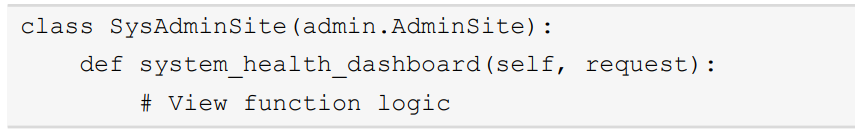 class SysAdminSite(admin.AdminSite):
    def system_health_dashboard(self, request):
        # View function logic